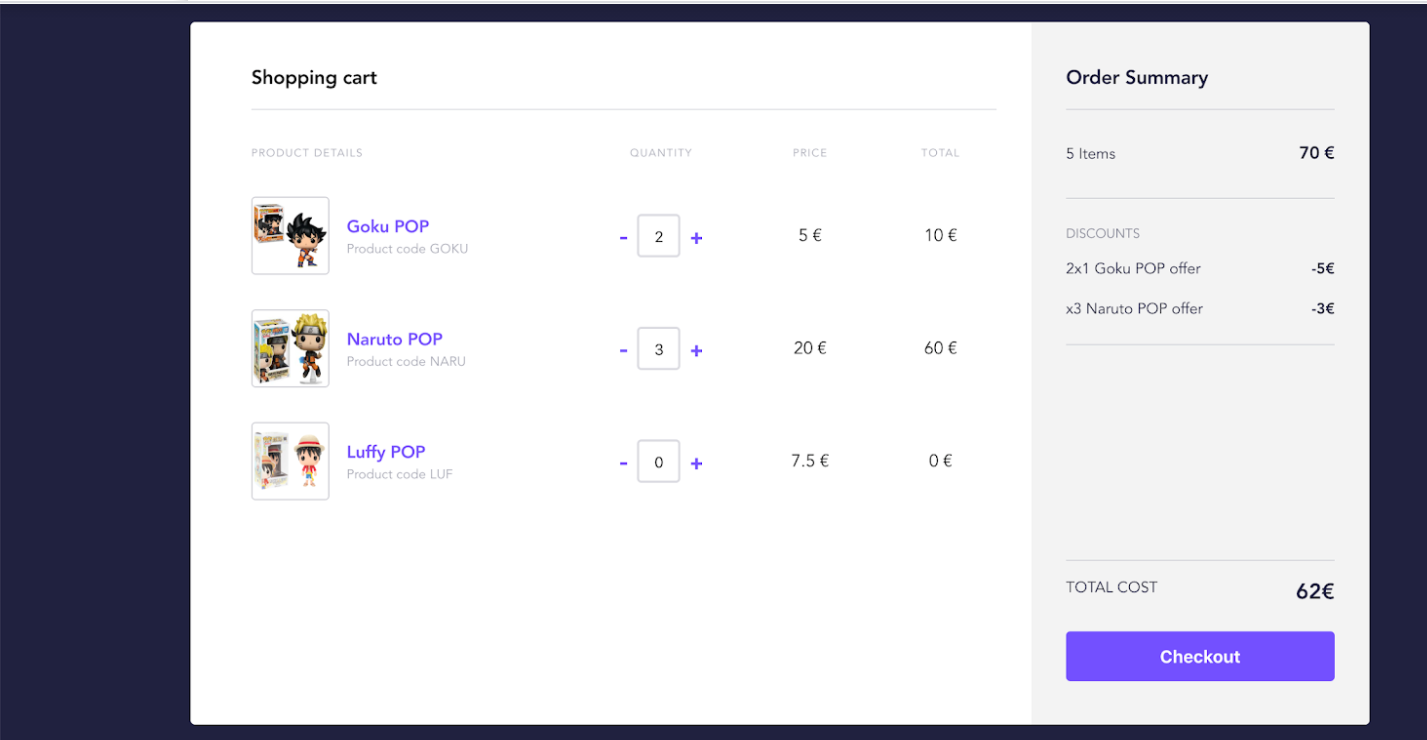 Shopping cart
PRODUCT DETAILS QUANTITY PRICE TOTAL
Goku POP
Product code GOKU
- 2 + 5 € 10 €
Naruto POP
Product code NARU
- 3 + 20 € 60 €
Luffy POP
Product code LUF
- 0 + 7.5 € 0 €
Order Summary
5 Items 70 €
DISCOUNTS
2x1 Goku POP offer -5€
x3 Naruto POP offer -3€
TOTAL COST 62€
Checkout